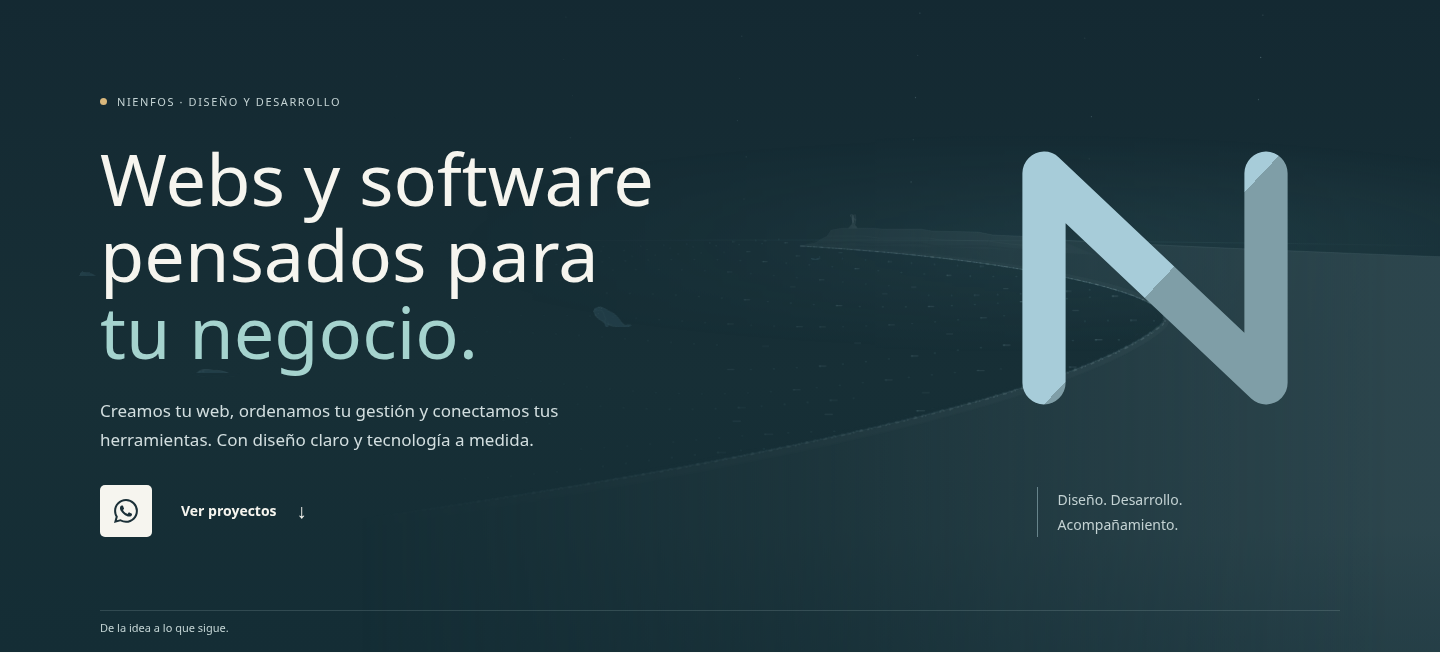 NIENFOS · DISEÑO Y DESARROLLO
Webs y software
pensados para
tu negocio.
Creamos tu web, ordenamos tu gestión y conectamos tus
herramientas. Con diseño claro y tecnología a medida.
Ver proyectos ↓
N
Diseño. Desarrollo.
Acompañamiento.
De la idea a lo que sigue.